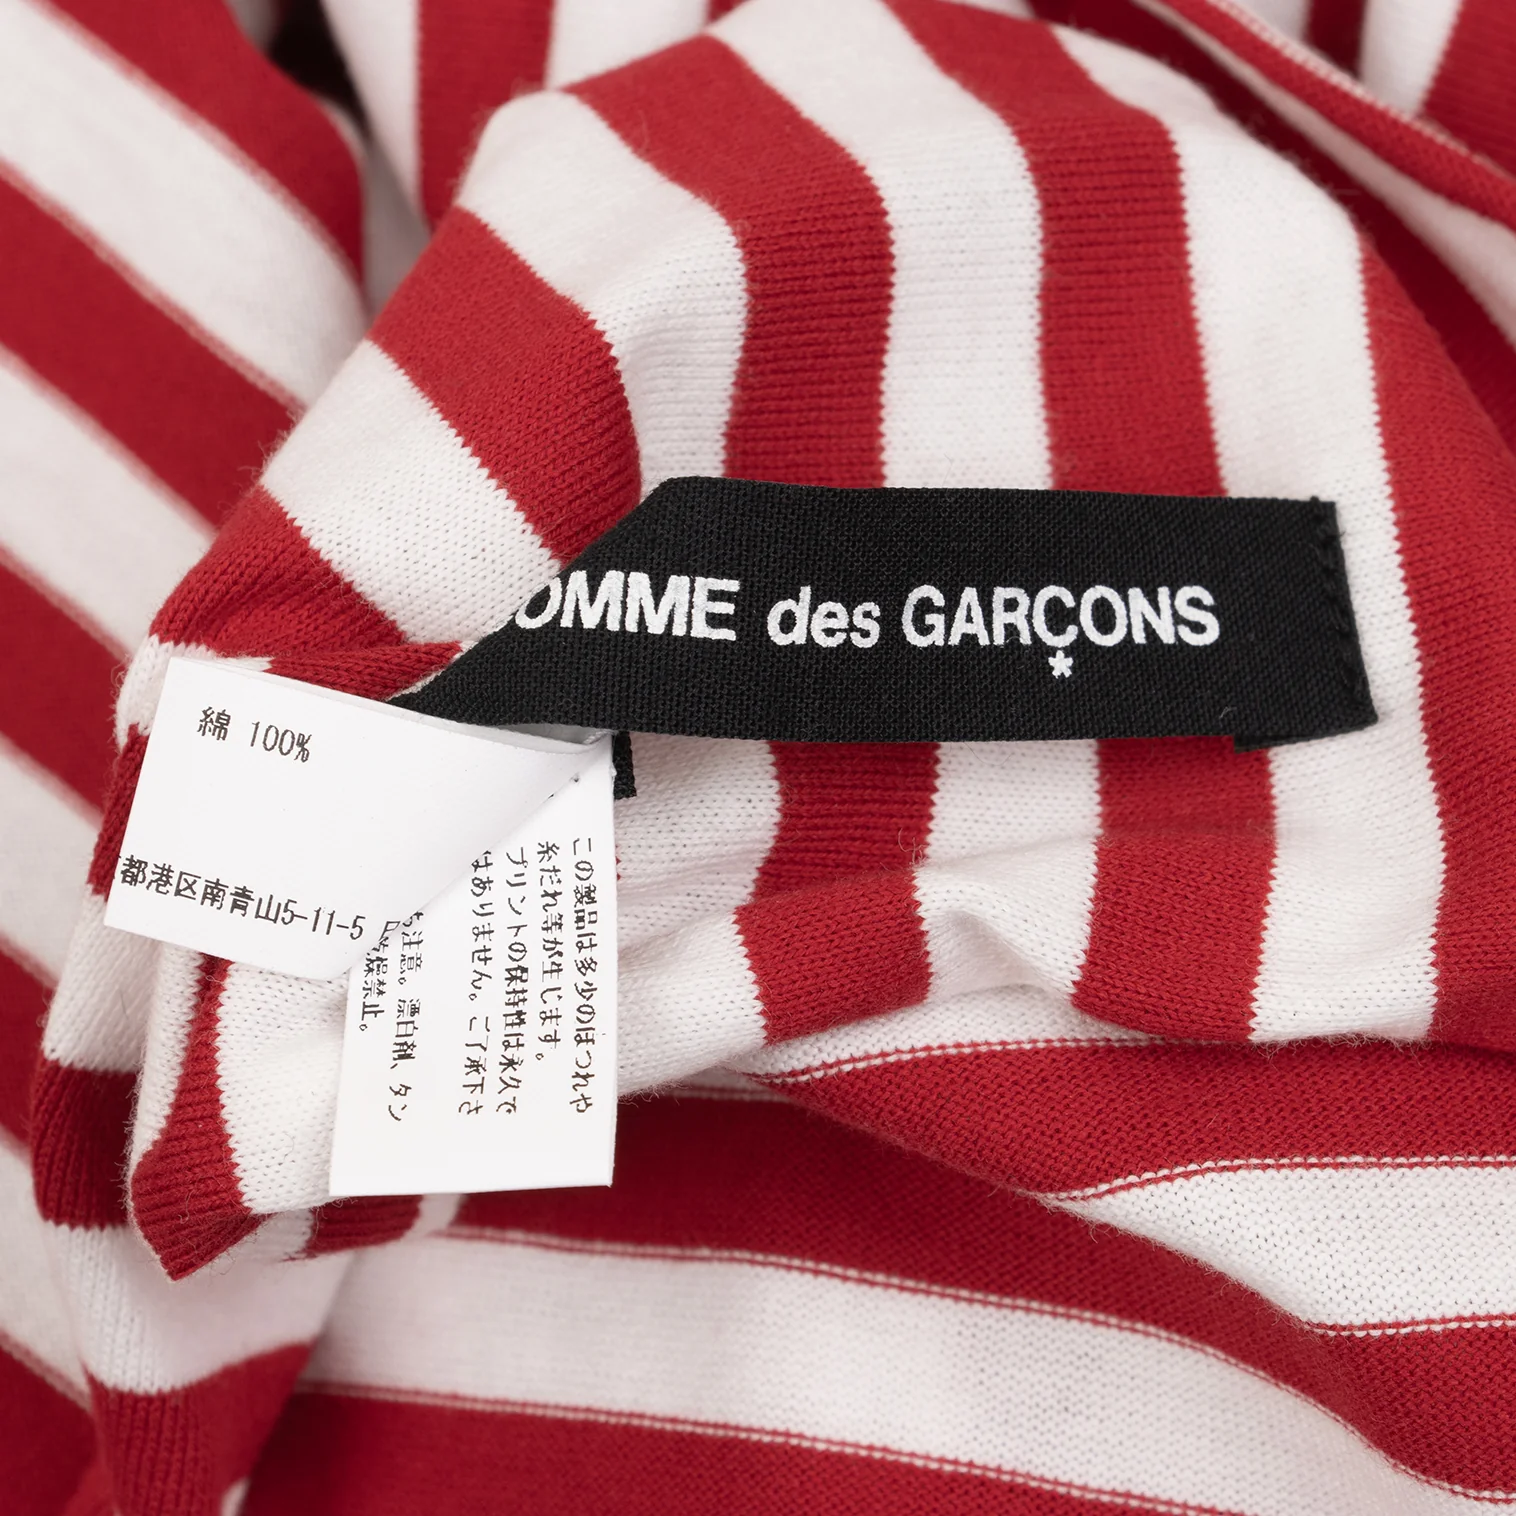 OMME des GARÇONS
綿 100%
都港区南青山5-11-5
この製品は多少のほつれや
糸だれ等が生じます。
プリントの保持性は永久で
はありません。ご了承下さ
注意。漂白剤、タン
燥禁止。